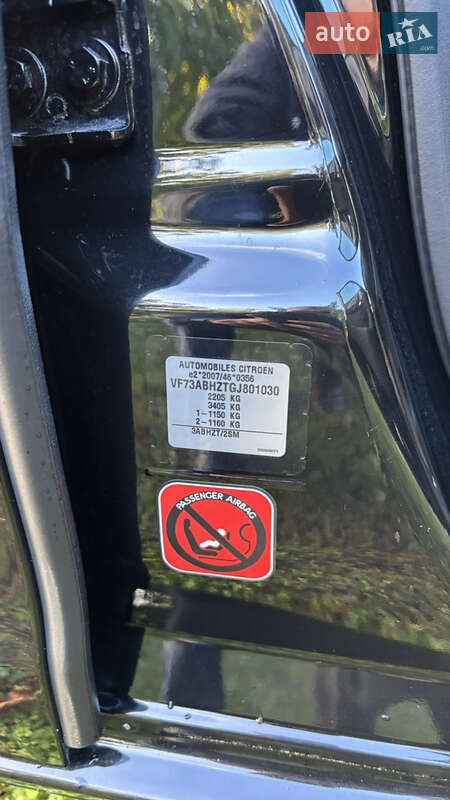 auto RIA
.com
AUTOMOBILES CITROEN
e2*2007/46*0356
VF73ABHZTGJ801030
2205 KG
3405 KG
1-1150 KG
2-1160 KG
3ABHZT/2SM
PASSENGER AIRBAG